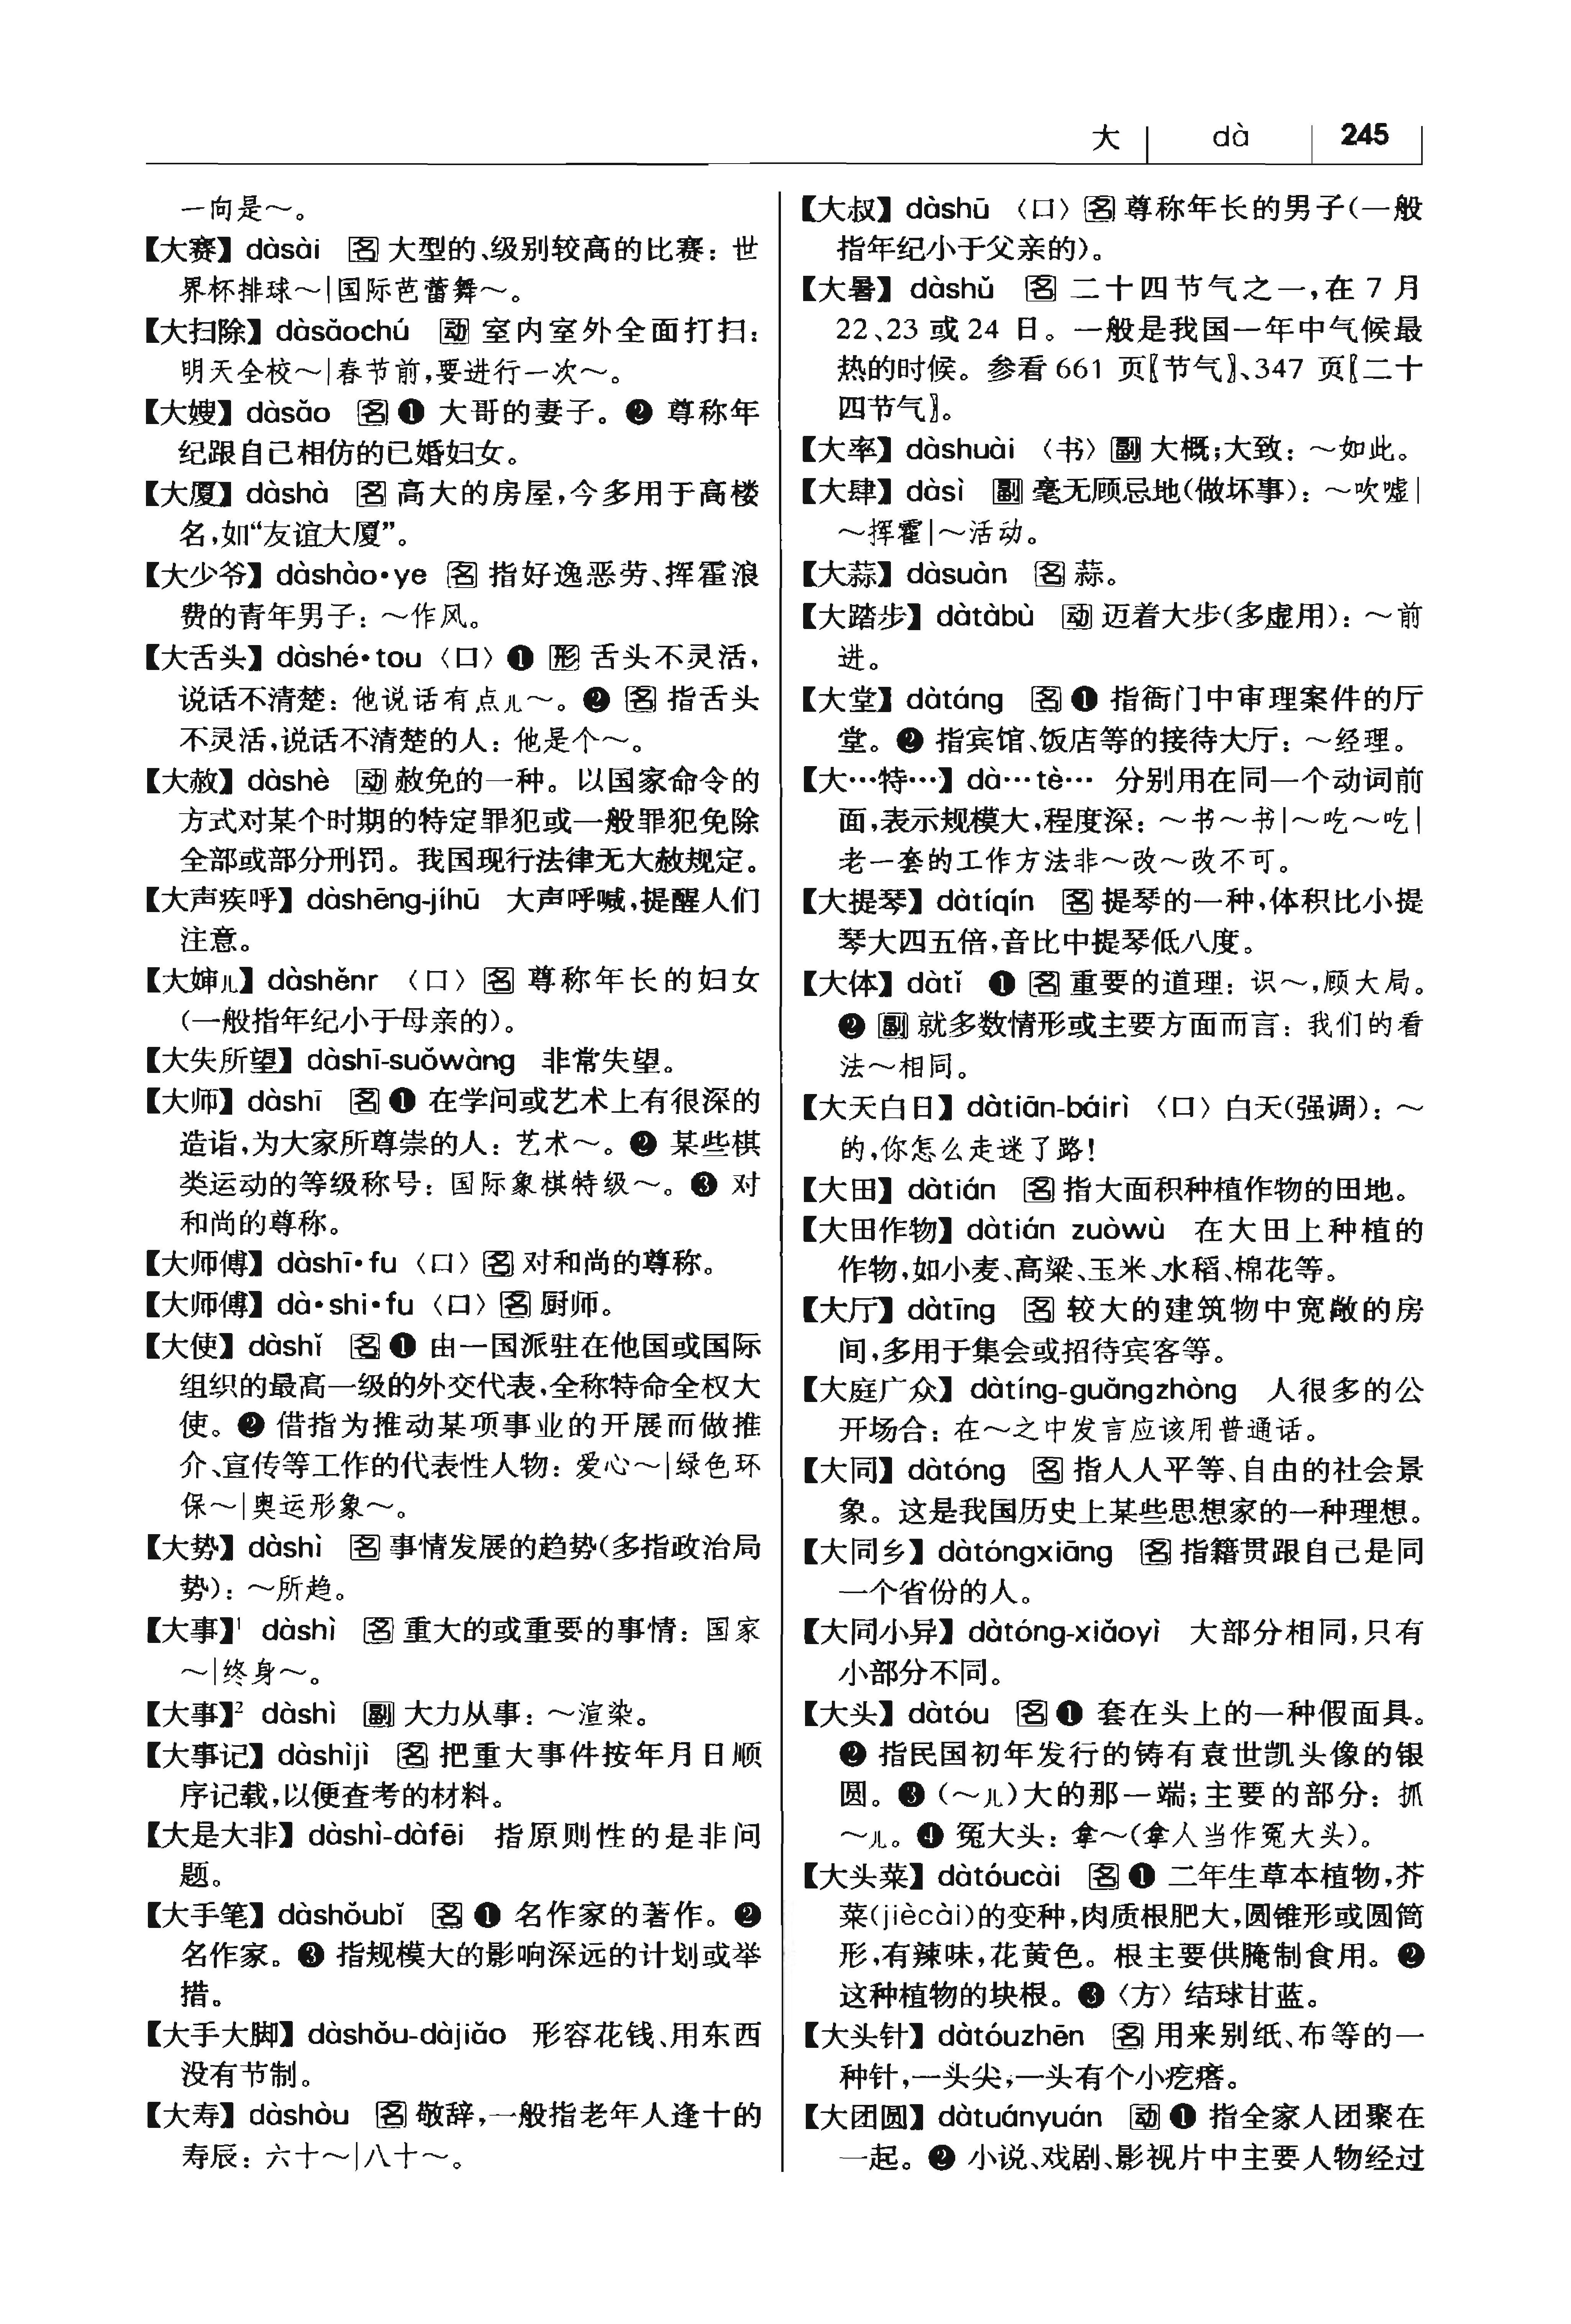 大 dà 245
一向是～。
【大赛】dàsài 名 大型的、级别较高的比赛：世
界杯排球～|国际芭蕾舞～。
【大扫除】dàsǎochú 动 室内室外全面打扫：
明天全校～|春节前,要进行一次～。
【大嫂】dàsǎo 名 ❶ 大哥的妻子。❷ 尊称年
纪跟自己相仿的已婚妇女。
【大厦】dàshà 名 高大的房屋,今多用于高楼
名,如“友谊大厦”。
【大少爷】dàshào•ye 名 指好逸恶劳、挥霍浪
费的青年男子：～作风。
【大舌头】dàshé•tou〈口〉❶ 形 舌头不灵活,
说话不清楚：他说话有点儿～。❷ 名 指舌头
不灵活,说话不清楚的人：他是个～。
【大赦】dàshè 动 赦免的一种。以国家命令的
方式对某个时期的特定罪犯或一般罪犯免除
全部或部分刑罚。我国现行法律无大赦规定。
【大声疾呼】dàshēng-jíhū 大声呼喊,提醒人们
注意。
【大婶儿】dàshěnr〈口〉名 尊称年长的妇女
(一般指年纪小于母亲的)。
【大失所望】dàshī-suǒwàng 非常失望。
【大师】dàshī 名 ❶ 在学问或艺术上有很深的
造诣,为大家所尊崇的人：艺术～。❷ 某些棋
类运动的等级称号：国际象棋特级～。❸ 对
和尚的尊称。
【大师傅】dàshī•fu〈口〉名 对和尚的尊称。
【大师傅】dà•shi•fu〈口〉名 厨师。
【大使】dàshǐ 名 ❶ 由一国派驻在他国或国际
组织的最高一级的外交代表,全称特命全权大
使。❷ 借指为推动某项事业的开展而做推
介、宣传等工作的代表性人物：爱心～|绿色环
保～|奥运形象～。
【大势】dàshì 名 事情发展的趋势(多指政治局
势)：～所趋。
【大事】¹ dàshì 名 重大的或重要的事情：国家
～|终身～。
【大事】² dàshì 副 大力从事：～渲染。
【大事记】dàshìjì 名 把重大事件按年月日顺
序记载,以便查考的材料。
【大是大非】dàshì-dàfēi 指原则性的是非问
题。
【大手笔】dàshǒubǐ 名 ❶ 名作家的著作。❷
名作家。❸ 指规模大的影响深远的计划或举
措。
【大手大脚】dàshǒu-dàjiǎo 形容花钱、用东西
没有节制。
【大寿】dàshòu 名 敬辞,一般指老年人逢十的
寿辰：六十～|八十～。
【大叔】dàshū〈口〉名 尊称年长的男子(一般
指年纪小于父亲的)。
【大暑】dàshǔ 名 二十四节气之一,在 7 月
22、23 或 24 日。一般是我国一年中气候最
热的时候。参看 661 页〖节气〗、347 页〖二十
四节气〗。
【大率】dàshuài〈书〉副 大概;大致：～如此。
【大肆】dàsì 副 毫无顾忌地(做坏事)：～吹嘘|
～挥霍|～活动。
【大蒜】dàsuàn 名 蒜。
【大踏步】dàtàbù 动 迈着大步(多虚用)：～前
进。
【大堂】dàtáng 名 ❶ 指衙门中审理案件的厅
堂。❷ 指宾馆、饭店等的接待大厅：～经理。
【大…特…】dà…tè… 分别用在同一个动词前
面,表示规模大,程度深：～书～书|～吃～吃|
老一套的工作方法非～改～改不可。
【大提琴】dàtíqín 名 提琴的一种,体积比小提
琴大四五倍,音比中提琴低八度。
【大体】dàtǐ ❶ 名 重要的道理：识～,顾大局。
❷ 副 就多数情形或主要方面而言：我们的看
法～相同。
【大天白日】dàtiān-báirì〈口〉白天(强调)：～
的,你怎么走迷了路!
【大田】dàtián 名 指大面积种植作物的田地。
【大田作物】dàtián zuòwù 在大田上种植的
作物,如小麦、高粱、玉米、水稻、棉花等。
【大厅】dàtīng 名 较大的建筑物中宽敞的房
间,多用于集会或招待宾客等。
【大庭广众】dàtíng-guǎngzhòng 人很多的公
开场合：在～之中发言应该用普通话。
【大同】dàtóng 名 指人人平等、自由的社会景
象。这是我国历史上某些思想家的一种理想。
【大同乡】dàtóngxiāng 名 指籍贯跟自己是同
一个省份的人。
【大同小异】dàtóng-xiǎoyì 大部分相同,只有
小部分不同。
【大头】dàtóu 名 ❶ 套在头上的一种假面具。
❷ 指民国初年发行的铸有袁世凯头像的银
圆。❸ (～儿)大的那一端;主要的部分：抓
～儿。❹ 冤大头：拿～(拿人当作冤大头)。
【大头菜】dàtóucài 名 ❶ 二年生草本植物,芥
菜(jiècài)的变种,肉质根肥大,圆锥形或圆筒
形,有辣味,花黄色。根主要供腌制食用。❷
这种植物的块根。❸〈方〉结球甘蓝。
【大头针】dàtóuzhēn 名 用来别纸、布等的一
种针,一头尖,一头有个小疙瘩。
【大团圆】dàtuányuán 动 ❶ 指全家人团聚在
一起。❷ 小说、戏剧、影视片中主要人物经过